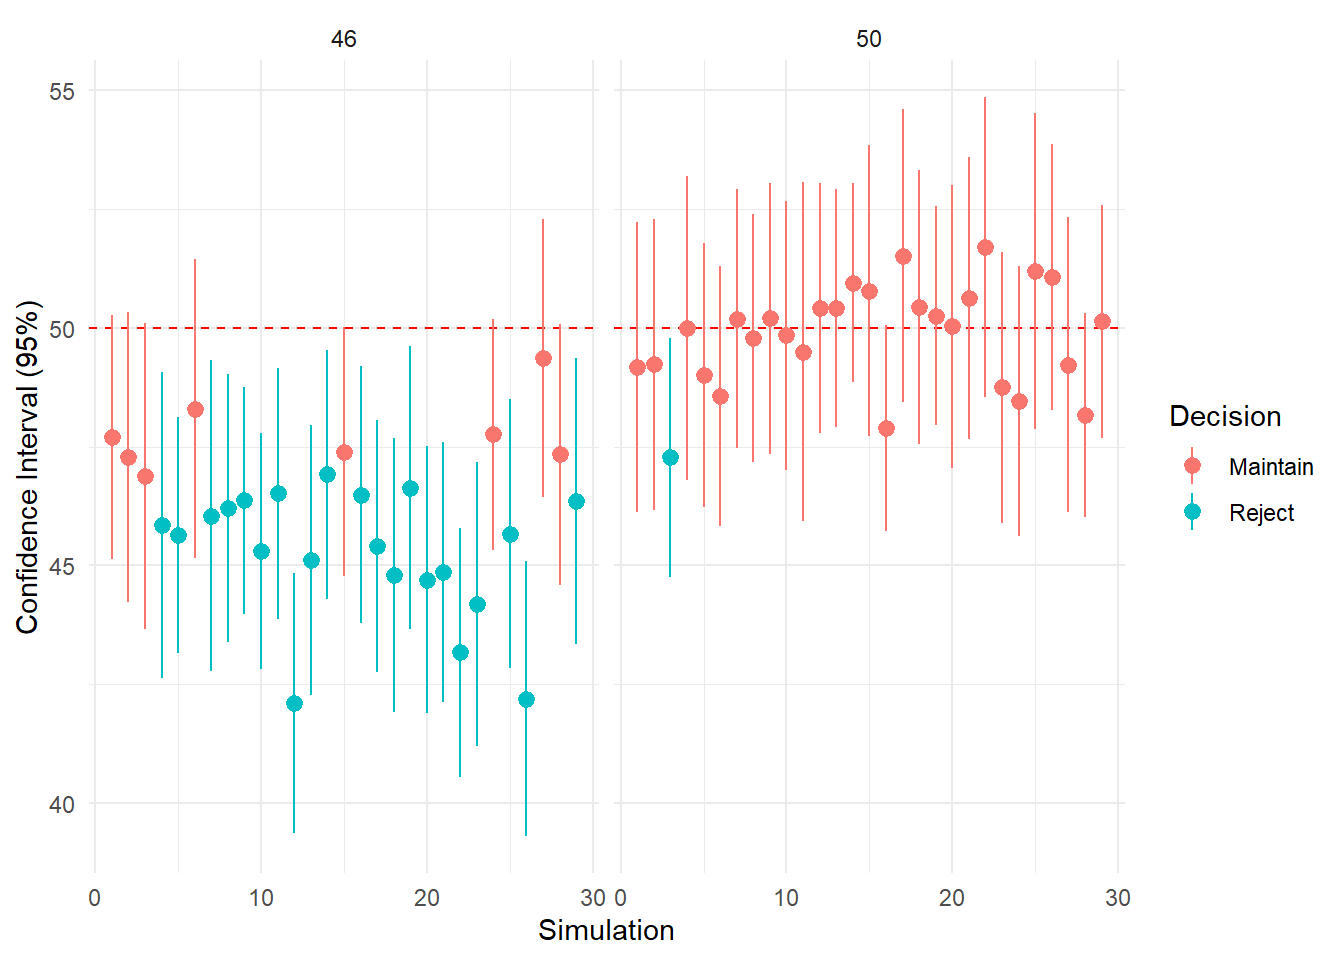 46 50
55
50
45
40
Confidence Interval (95%)
0 10 20 30 0 10 20 30
Simulation
Decision
Maintain
Reject